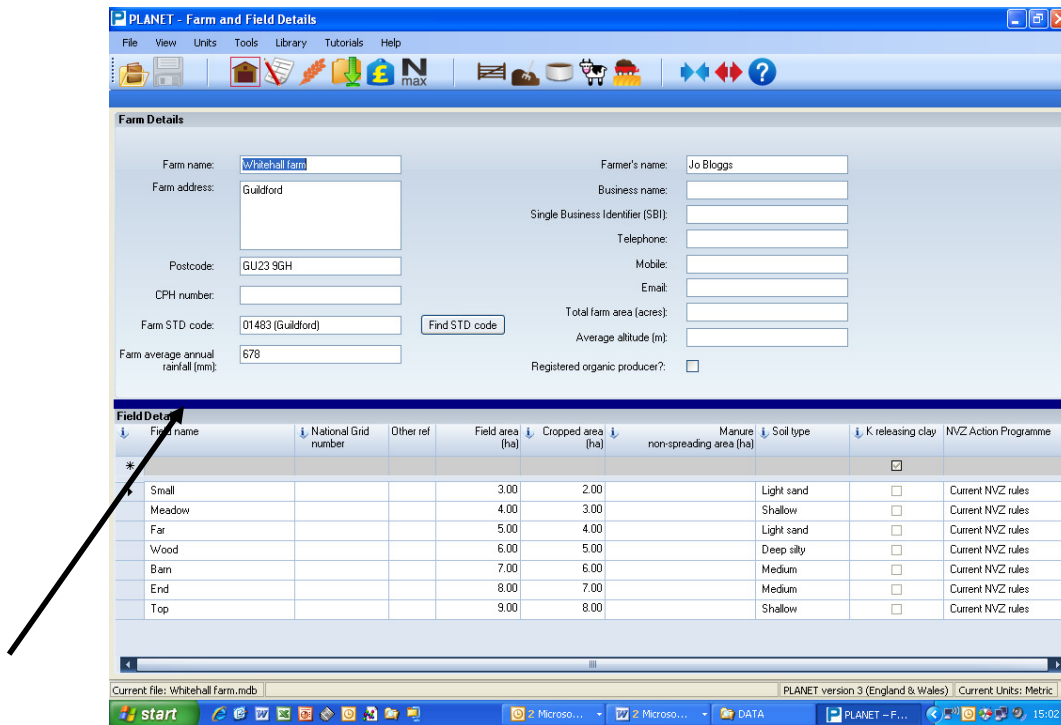 PLANET - Farm and Field Details
File View Units Tools Library Tutorials Help
N
max
£
?
Farm Details
Farm name: Whitehall farm
Farm address: Guildford
Postcode: GU23 9GH
CPH number:
Farm STD code: 01483 (Guildford) Find STD code
Farm average annual
rainfall (mm): 678
Farmer's name: Jo Bloggs
Business name:
Single Business Identifier (SBI):
Telephone:
Mobile:
Email:
Total farm area (acres):
Average altitude (m):
Registered organic producer?:
Field Deta
Field name National Grid Other ref Field area Cropped area Manure Soil type K releasing clay NVZ Action Programme
number (ha) (ha) non-spreading area (ha)
Small 3.00 2.00 Light sand Current NVZ rules
Meadow 4.00 3.00 Shallow Current NVZ rules
Far 5.00 4.00 Light sand Current NVZ rules
Wood 6.00 5.00 Deep silty Current NVZ rules
Barn 7.00 6.00 Medium Current NVZ rules
End 8.00 7.00 Medium Current NVZ rules
Top 9.00 8.00 Shallow Current NVZ rules
Current file: Whitehall farm.mdb PLANET version 3 (England & Wales) Current Units: Metric
start 2 Microso... 2 Microso... DATA PLANET – F... 15:02